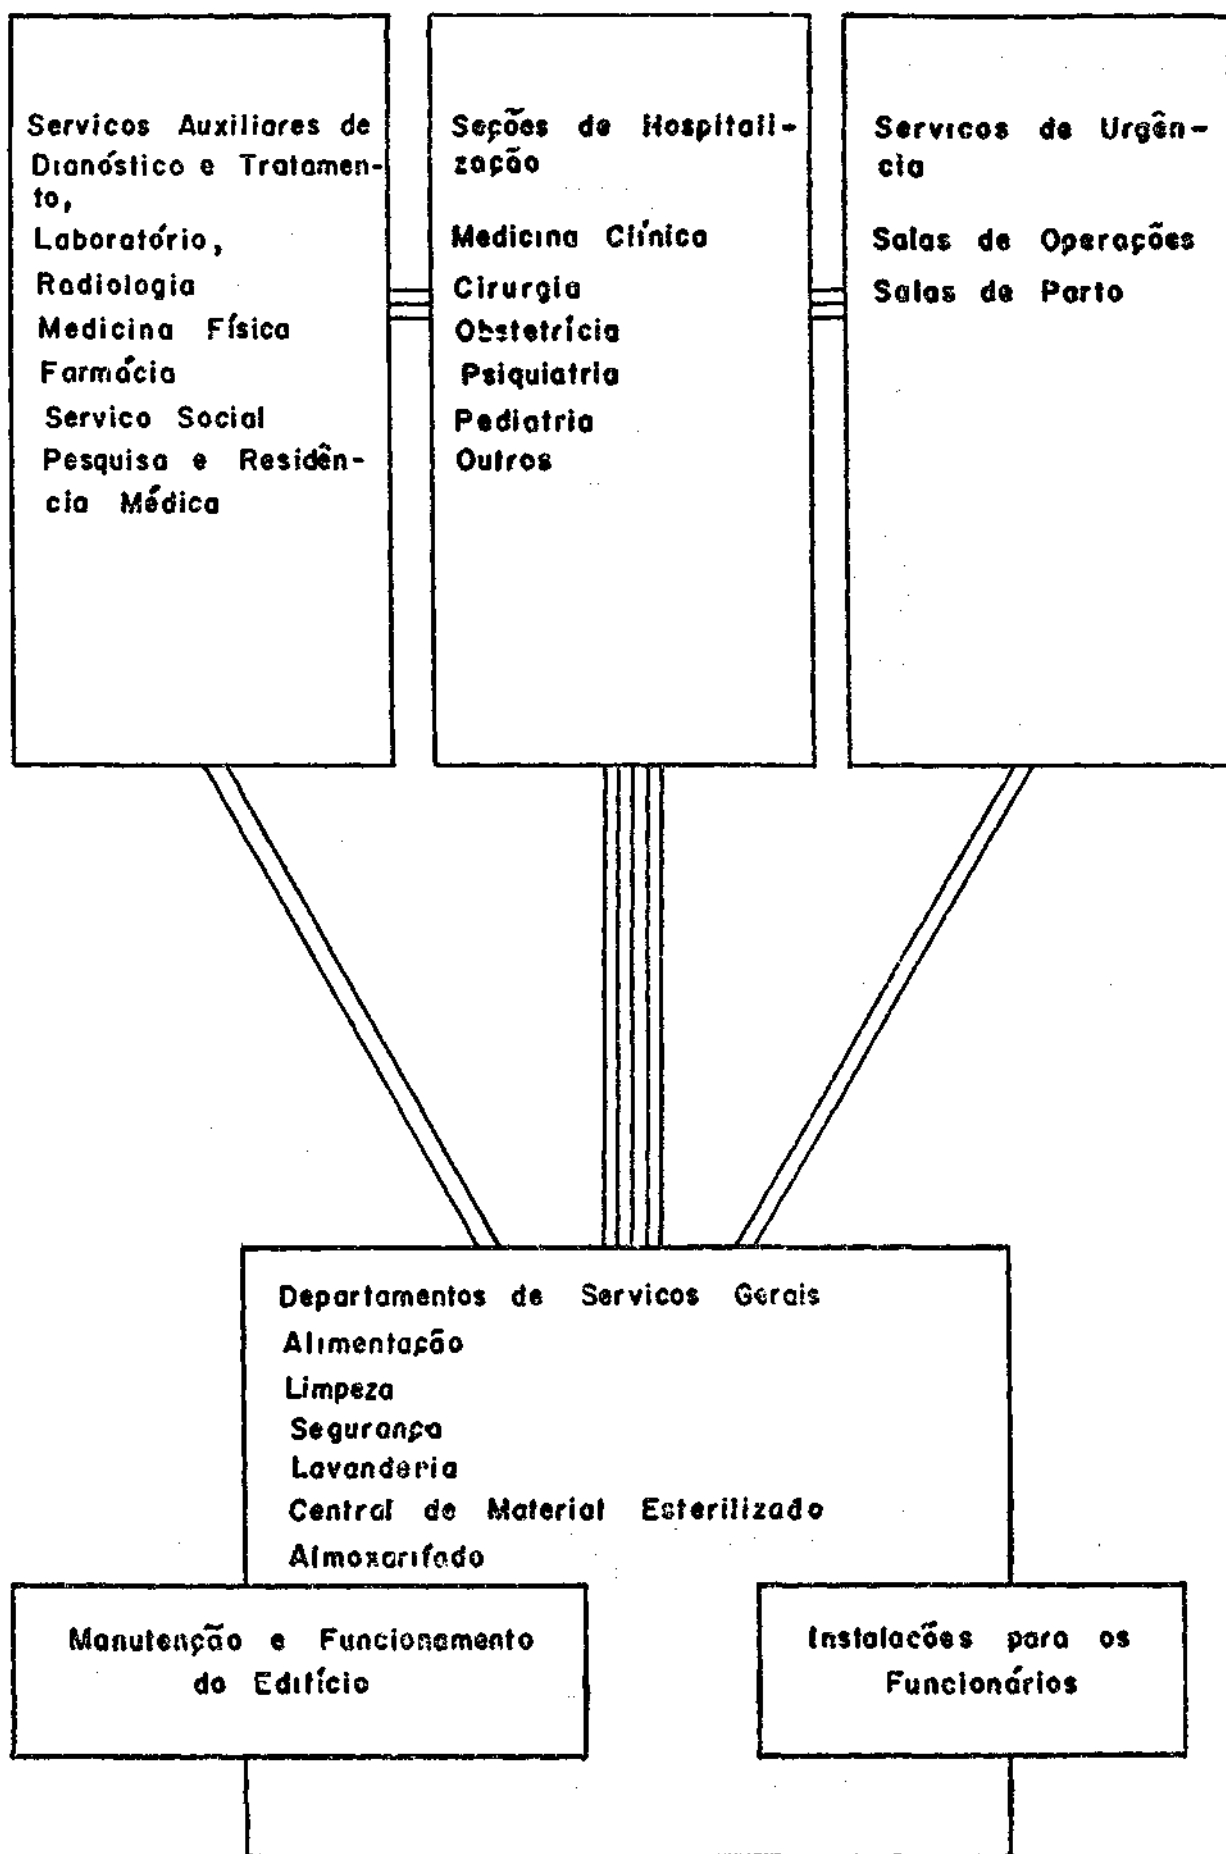 Servicos Auxiliares de
Dianóstico e Tratamen-
to,
Laboratório,
Radiologia
Medicina Física
Farmácia
Servico Social
Pesquisa e Residên-
cia Médica
Seções de Hospitali-
zação
Medicina Clínica
Cirurgia
Obstetrícia
Psiquiatria
Pediatria
Outros
Servicos de Urgên-
cia
Salas de Operações
Salas de Parto
Departamentos de Servicos Gerais
Alimentação
Limpeza
Segurança
Lavanderia
Central de Material Esterilizado
Almoxarifado
Manutenção e Funcionamento
do Edifício
Instalacões para os
Funcionários